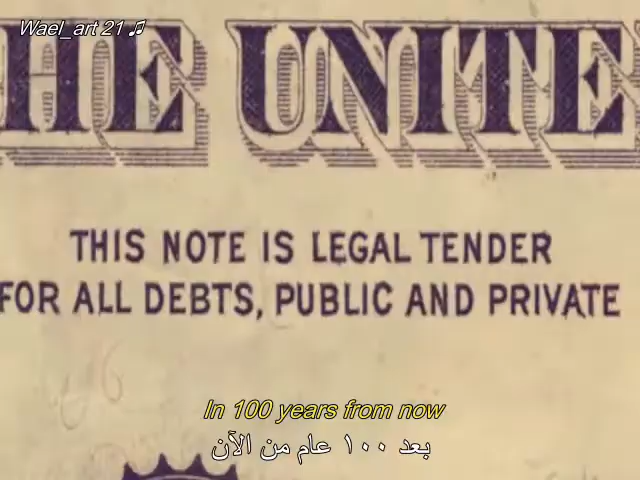 Wael_art 21 ♫
HE UNITE
THIS NOTE IS LEGAL TENDER
FOR ALL DEBTS, PUBLIC AND PRIVATE
In 100 years from now
بعد ١٠٠ عام من الآن